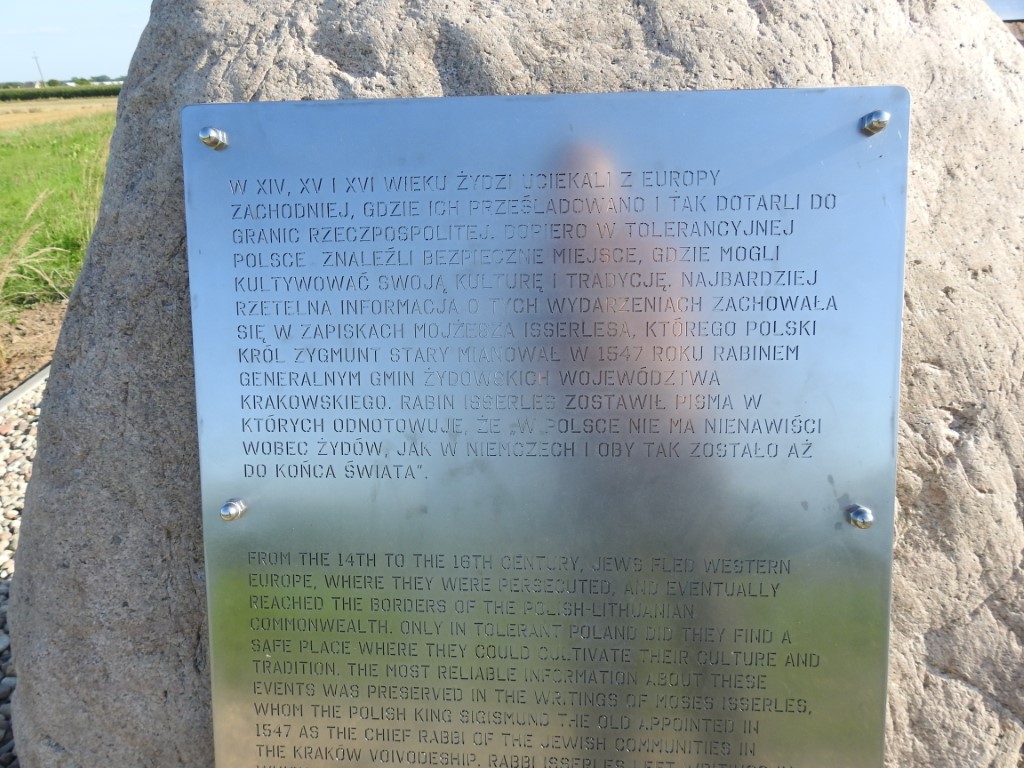 W XIV, XV I XVI WIEKU ŻYDZI UCIEKALI Z EUROPY
ZACHODNIEJ, GDZIE ICH PRZEŚLADOWANO I TAK DOTARLI DO
GRANIC RZECZPOSPOLITEJ. DOPIERO W TOLERANCYJNEJ
POLSCE ZNALEŹLI BEZPIECZNE MIEJSCE, GDZIE MOGLI
KULTYWOWAĆ SWOJĄ KULTURĘ I TRADYCJĘ. NAJBARDZIEJ
RZETELNA INFORMACJA O TYCH WYDARZENIACH ZACHOWAŁA
SIĘ W ZAPISKACH MOJŻESZA ISSERLESA, KTÓREGO POLSKI
KRÓL ZYGMUNT STARY MIANOWAŁ W 1547 ROKU RABINEM
GENERALNYM GMIN ŻYDOWSKICH WOJEWÓDZTWA
KRAKOWSKIEGO. RABIN ISSERLES ZOSTAWIŁ PISMA W
KTÓRYCH ODNOTOWUJE, ŻE „W POLSCE NIE MA NIENAWIŚCI
WOBEC ŻYDÓW, JAK W NIEMCZECH I OBY TAK ZOSTAŁO AŻ
DO KOŃCA ŚWIATA".
FROM THE 14TH TO THE 16TH CENTURY, JEWS FLED WESTERN
EUROPE, WHERE THEY WERE PERSECUTED, AND EVENTUALLY
REACHED THE BORDERS OF THE POLISH-LITHUANIAN
COMMONWEALTH. ONLY IN TOLERANT POLAND DID THEY FIND A
SAFE PLACE WHERE THEY COULD CULTIVATE THEIR CULTURE AND
TRADITION. THE MOST RELIABLE INFORMATION ABOUT THESE
EVENTS WAS PRESERVED IN THE WRITINGS OF MOSES ISSERLES,
WHOM THE POLISH KING SIGISMUND THE OLD APPOINTED IN
1547 AS THE CHIEF RABBI OF THE JEWISH COMMUNITIES IN
THE KRAKÓW VOIVODESHIP. RABBI ISSERLES LEFT WRITINGS IN